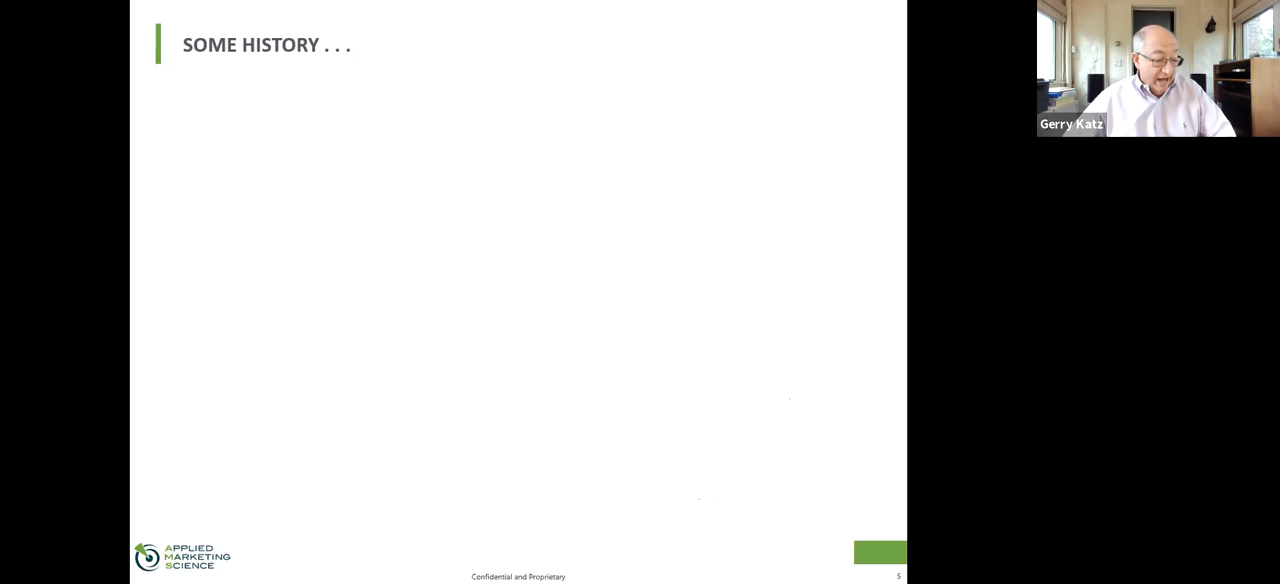 SOME HISTORY . . .
Gerry Katz
APPLIED
MARKETING
SCIENCE
Confidential and Proprietary
5